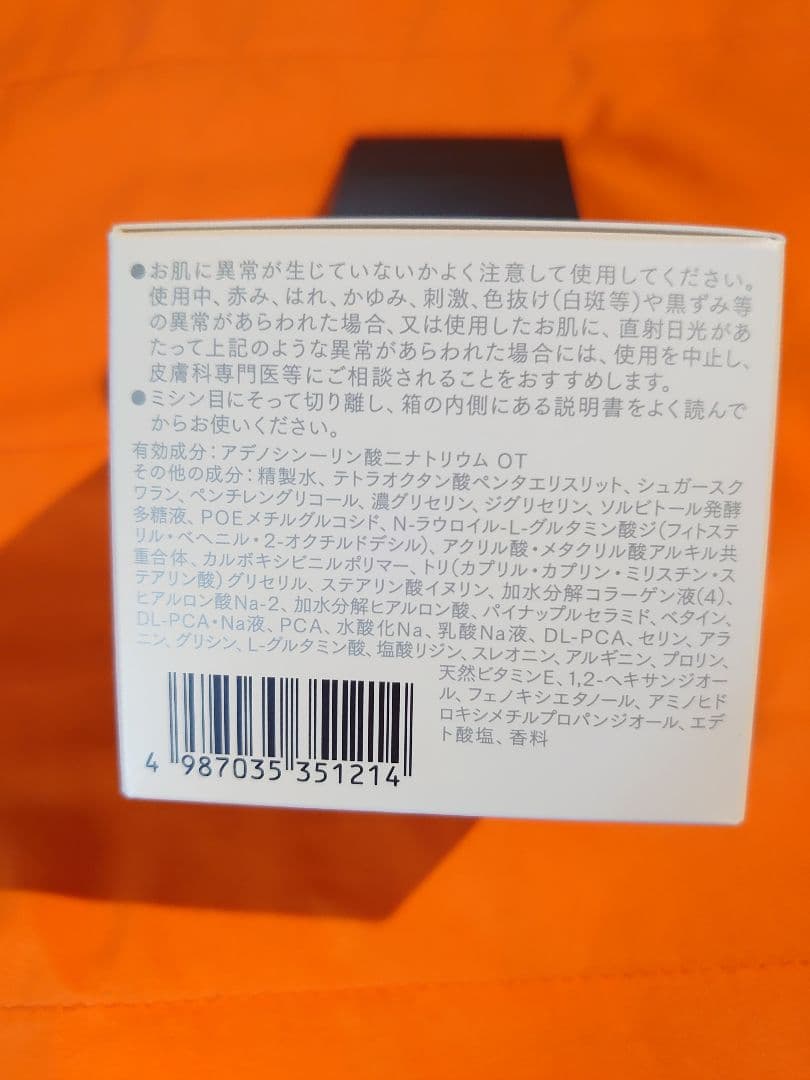 ●お肌に異常が生じていないかよく注意して使用してください。
使用中、赤み、はれ、かゆみ、刺激、色抜け(白斑等)や黒ずみ等
の異常があらわれた場合、又は使用したお肌に、直射日光があ
たって上記のような異常があらわれた場合には、使用を中止し、
皮膚科専門医等にご相談されることをおすすめします。
●ミシン目にそって切り離し、箱の内側にある説明書をよく読んで
からお使いください。
有効成分：アデノシン一リン酸二ナトリウム OT
その他の成分：精製水、テトラオクタン酸ペンタエリスリット、シュガースク
ワラン、ペンチレングリコール、濃グリセリン、ジグリセリン、ソルビトール発酵
多糖液、POEメチルグルコシド、N-ラウロイル-L-グルタミン酸ジ(フィトステ
リル・ベヘニル・2-オクチルドデシル)、アクリル酸・メタクリル酸アルキル共
重合体、カルボキシビニルポリマー、トリ(カプリル・カプリン・ミリスチン・ス
テアリン酸)グリセリル、ステアリン酸イヌリン、加水分解コラーゲン液(4)、
ヒアルロン酸Na-2、加水分解ヒアルロン酸、パイナップルセラミド、ベタイン、
DL-PCA・Na液、PCA、水酸化Na、乳酸Na液、DL-PCA、セリン、アラ
ニン、グリシン、L-グルタミン酸、塩酸リジン、スレオニン、アルギニン、プロリン、
天然ビタミンE、1,2-ヘキサンジオー
ル、フェノキシエタノール、アミノヒド
ロキシメチルプロパンジオール、エデ
ト酸塩、香料
4 987035 351214